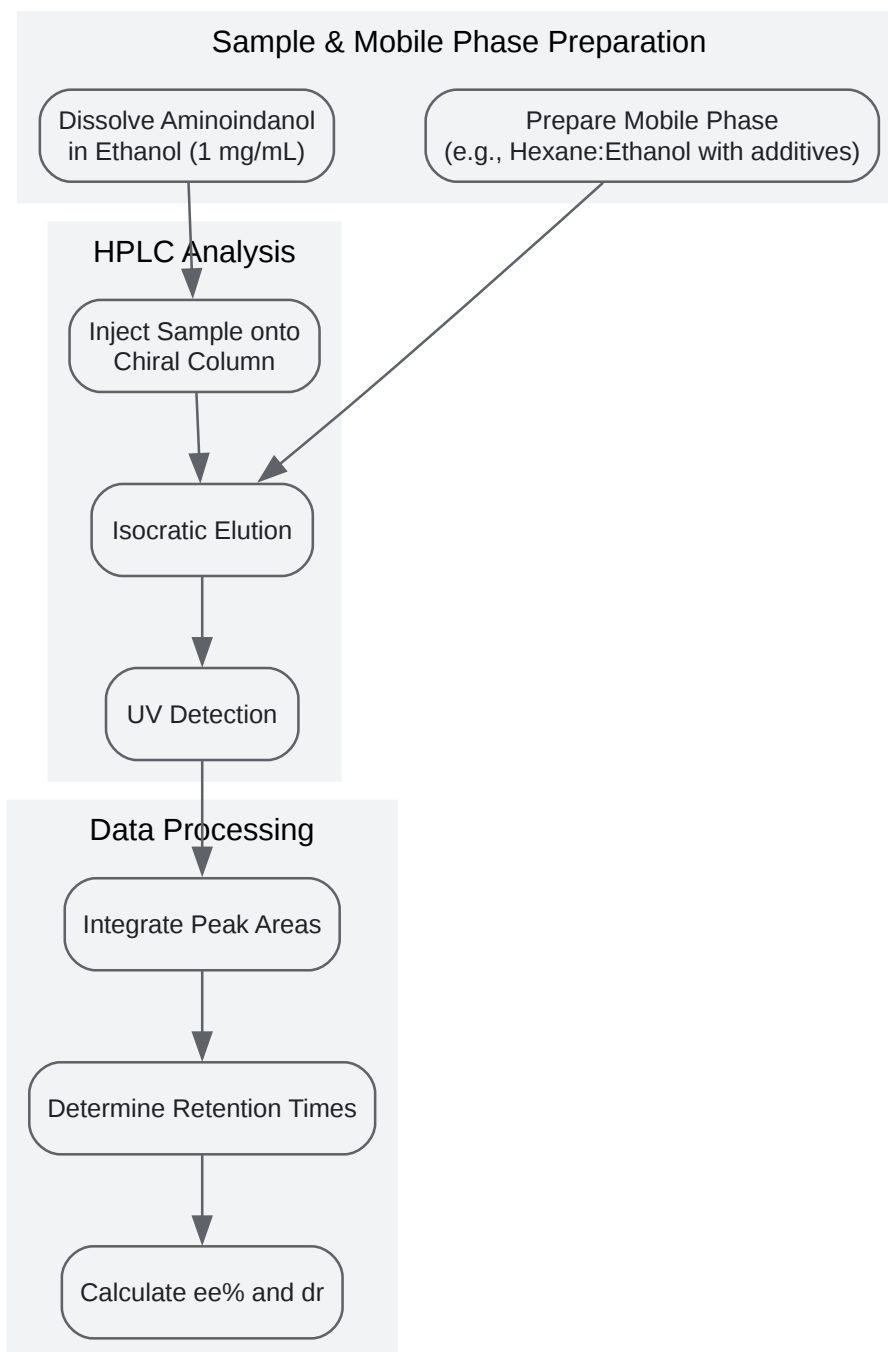 Sample & Mobile Phase Preparation
Dissolve Aminoindanol
in Ethanol (1 mg/mL)
Prepare Mobile Phase
(e.g., Hexane:Ethanol with additives)
HPLC Analysis
Inject Sample onto
Chiral Column
Isocratic Elution
UV Detection
Data Processing
Integrate Peak Areas
Determine Retention Times
Calculate ee% and dr